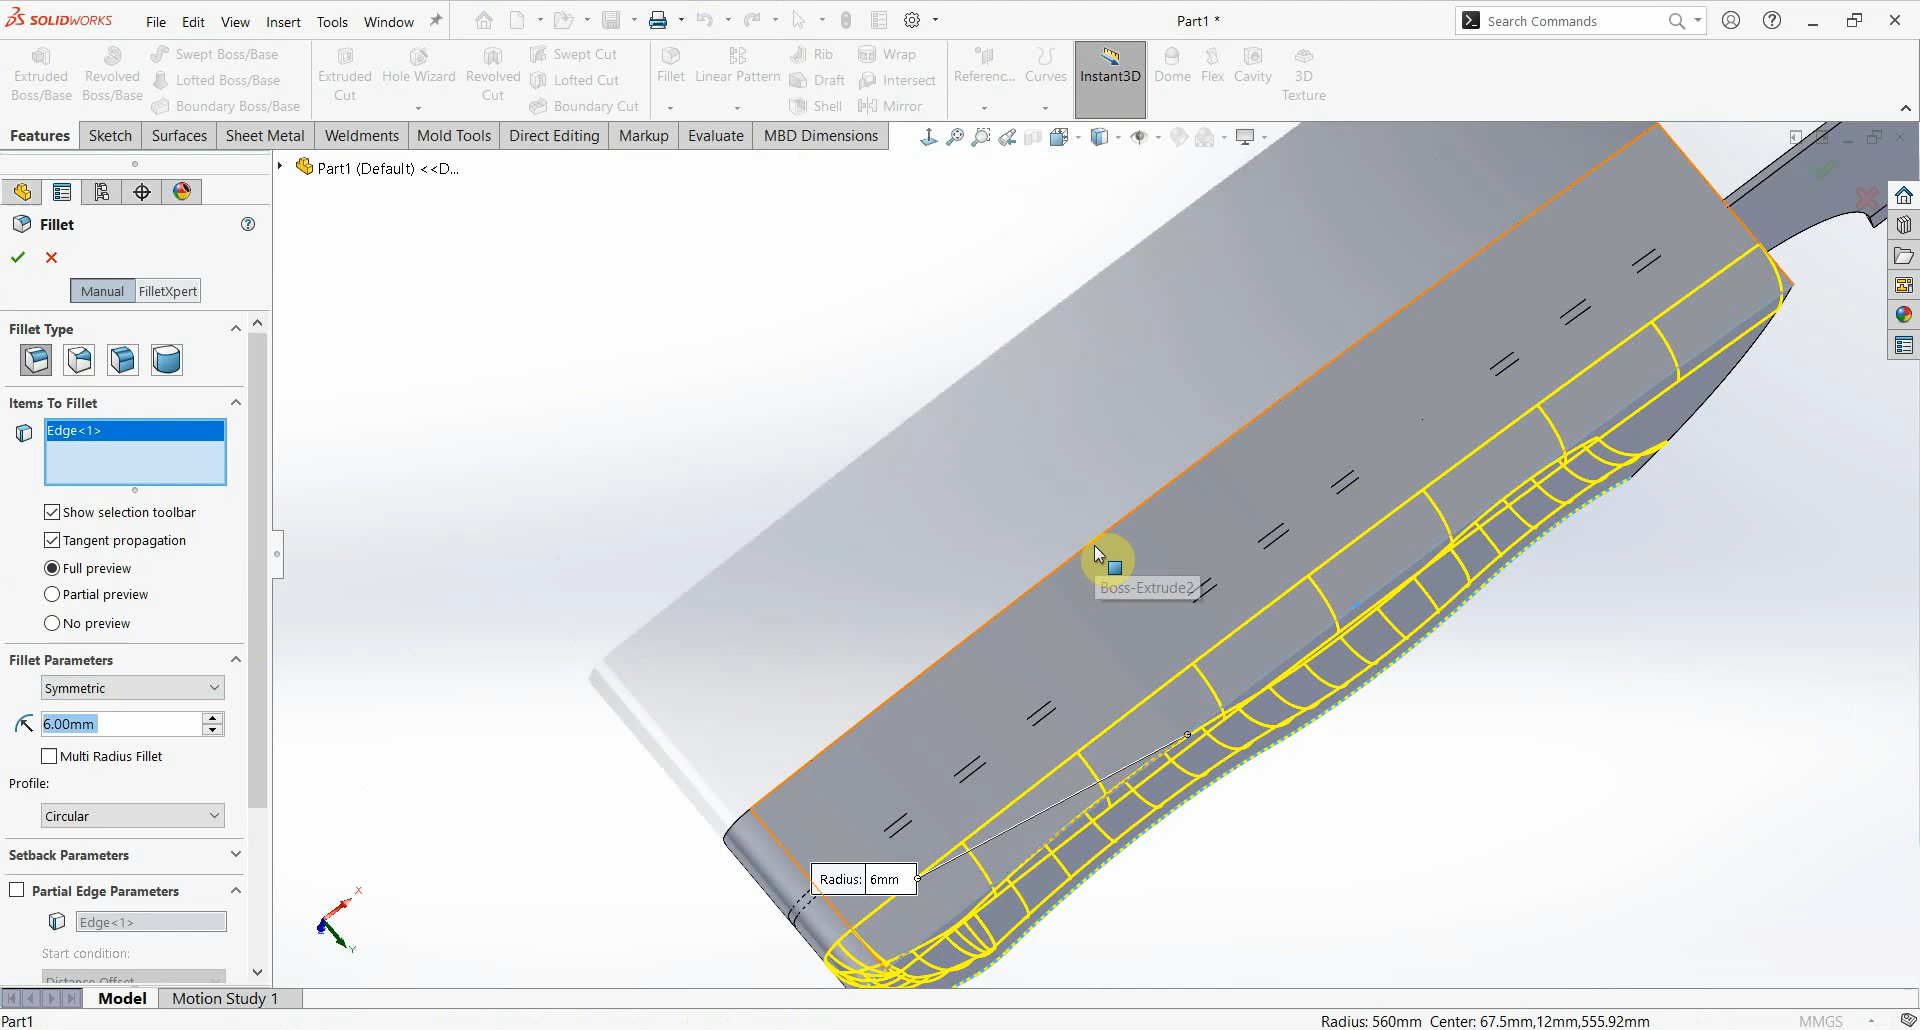 SOLIDWORKS File Edit View Insert Tools Window Part1 * Search Commands
Extruded Boss/Base
Revolved Boss/Base
Swept Boss/Base
Lofted Boss/Base
Boundary Boss/Base
Extruded Cut
Hole Wizard
Revolved Cut
Swept Cut
Lofted Cut
Boundary Cut
Fillet
Linear Pattern
Rib
Draft
Shell
Wrap
Intersect
Mirror
Referenc...
Curves
Instant3D
Dome
Flex
Cavity
3D Texture
Features Sketch Surfaces Sheet Metal Weldments Mold Tools Direct Editing Markup Evaluate MBD Dimensions
Part1 (Default) <<D...
Fillet
Manual FilletXpert
Fillet Type
Items To Fillet
Edge<1>
Show selection toolbar
Tangent propagation
Full preview
Partial preview
No preview
Fillet Parameters
Symmetric
6.00mm
Multi Radius Fillet
Profile:
Circular
Setback Parameters
Partial Edge Parameters
Edge<1>
Start condition:
Distance Offset
Boss-Extrude2
Radius: 6mm
X
Y
Model Motion Study 1
Part1 Radius: 560mm Center: 67.5mm,12mm,555.92mm MMGS